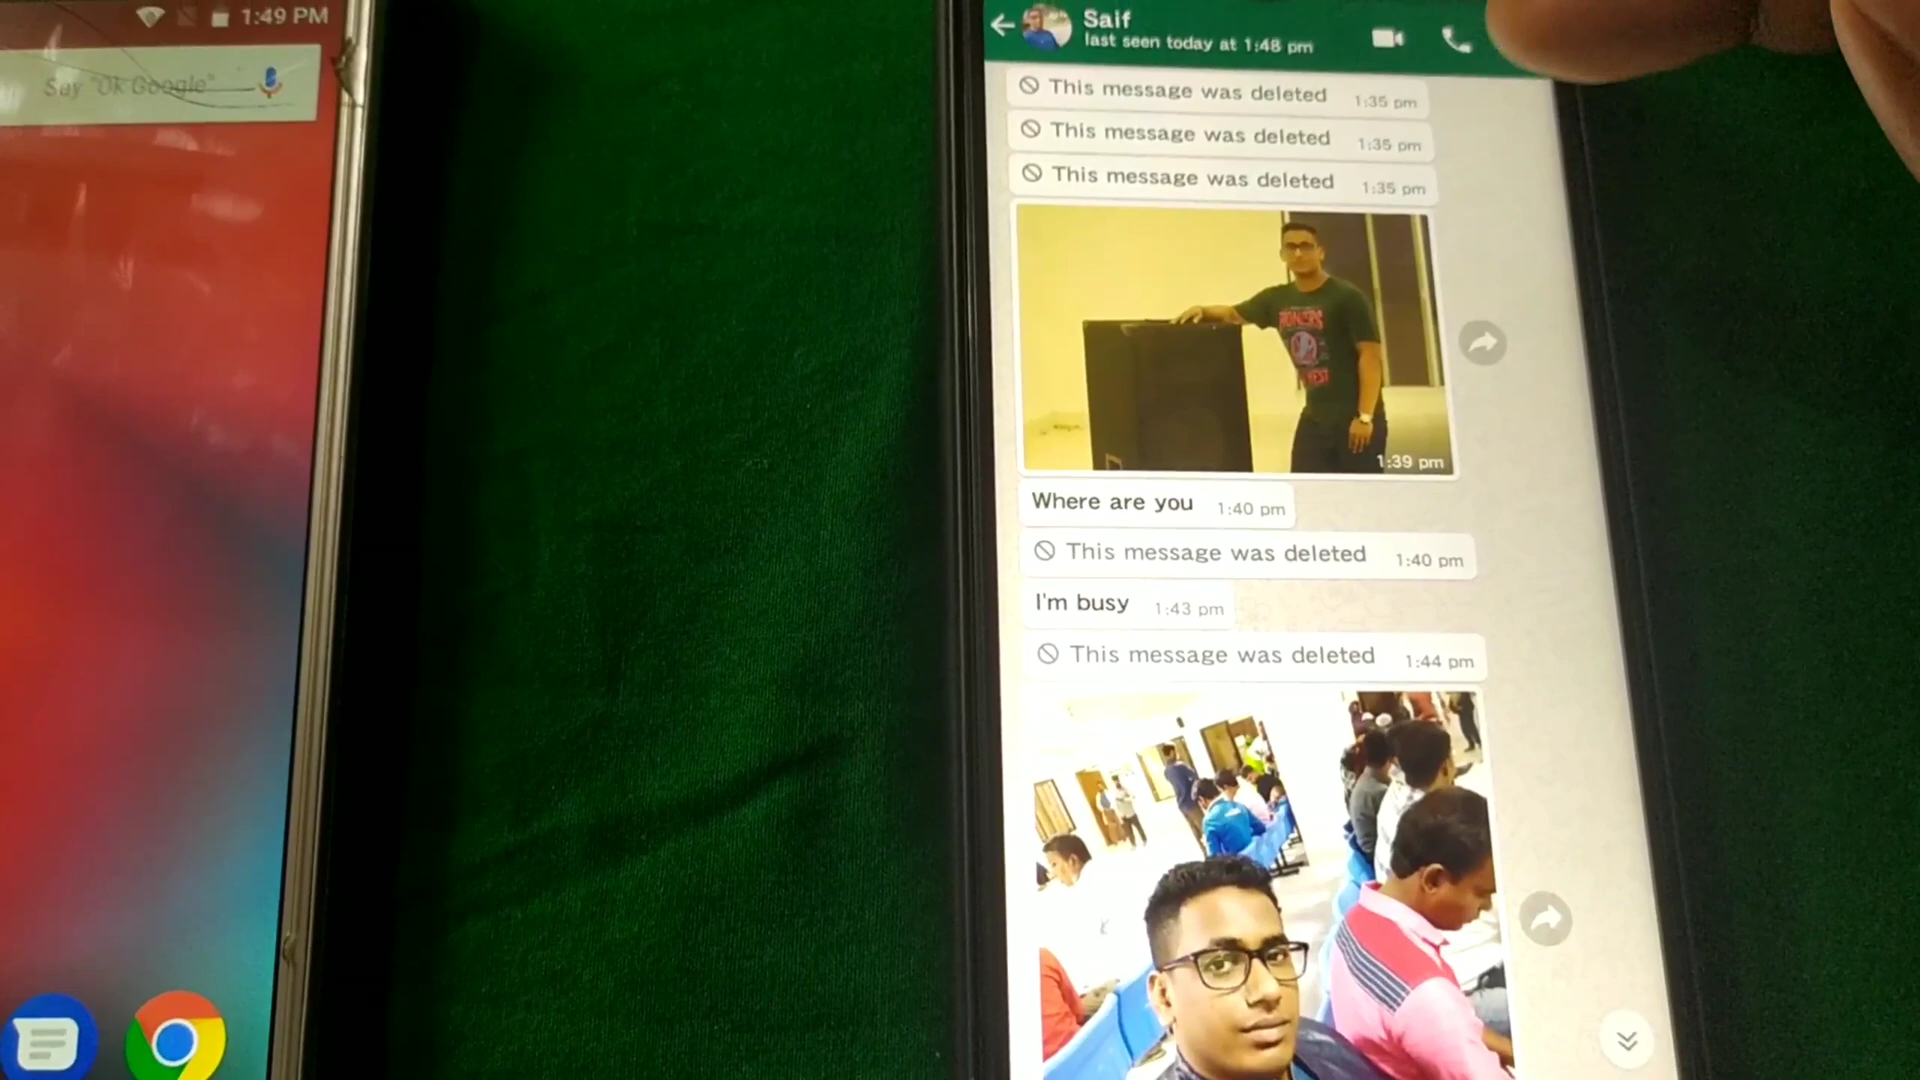 1:49 PM
Say "Ok Google"
Saif
last seen today at 1:48 pm
This message was deleted 1:35 pm
This message was deleted 1:35 pm
This message was deleted 1:35 pm
1:39 pm
Where are you 1:40 pm
This message was deleted 1:40 pm
I'm busy 1:43 pm
This message was deleted 1:44 pm